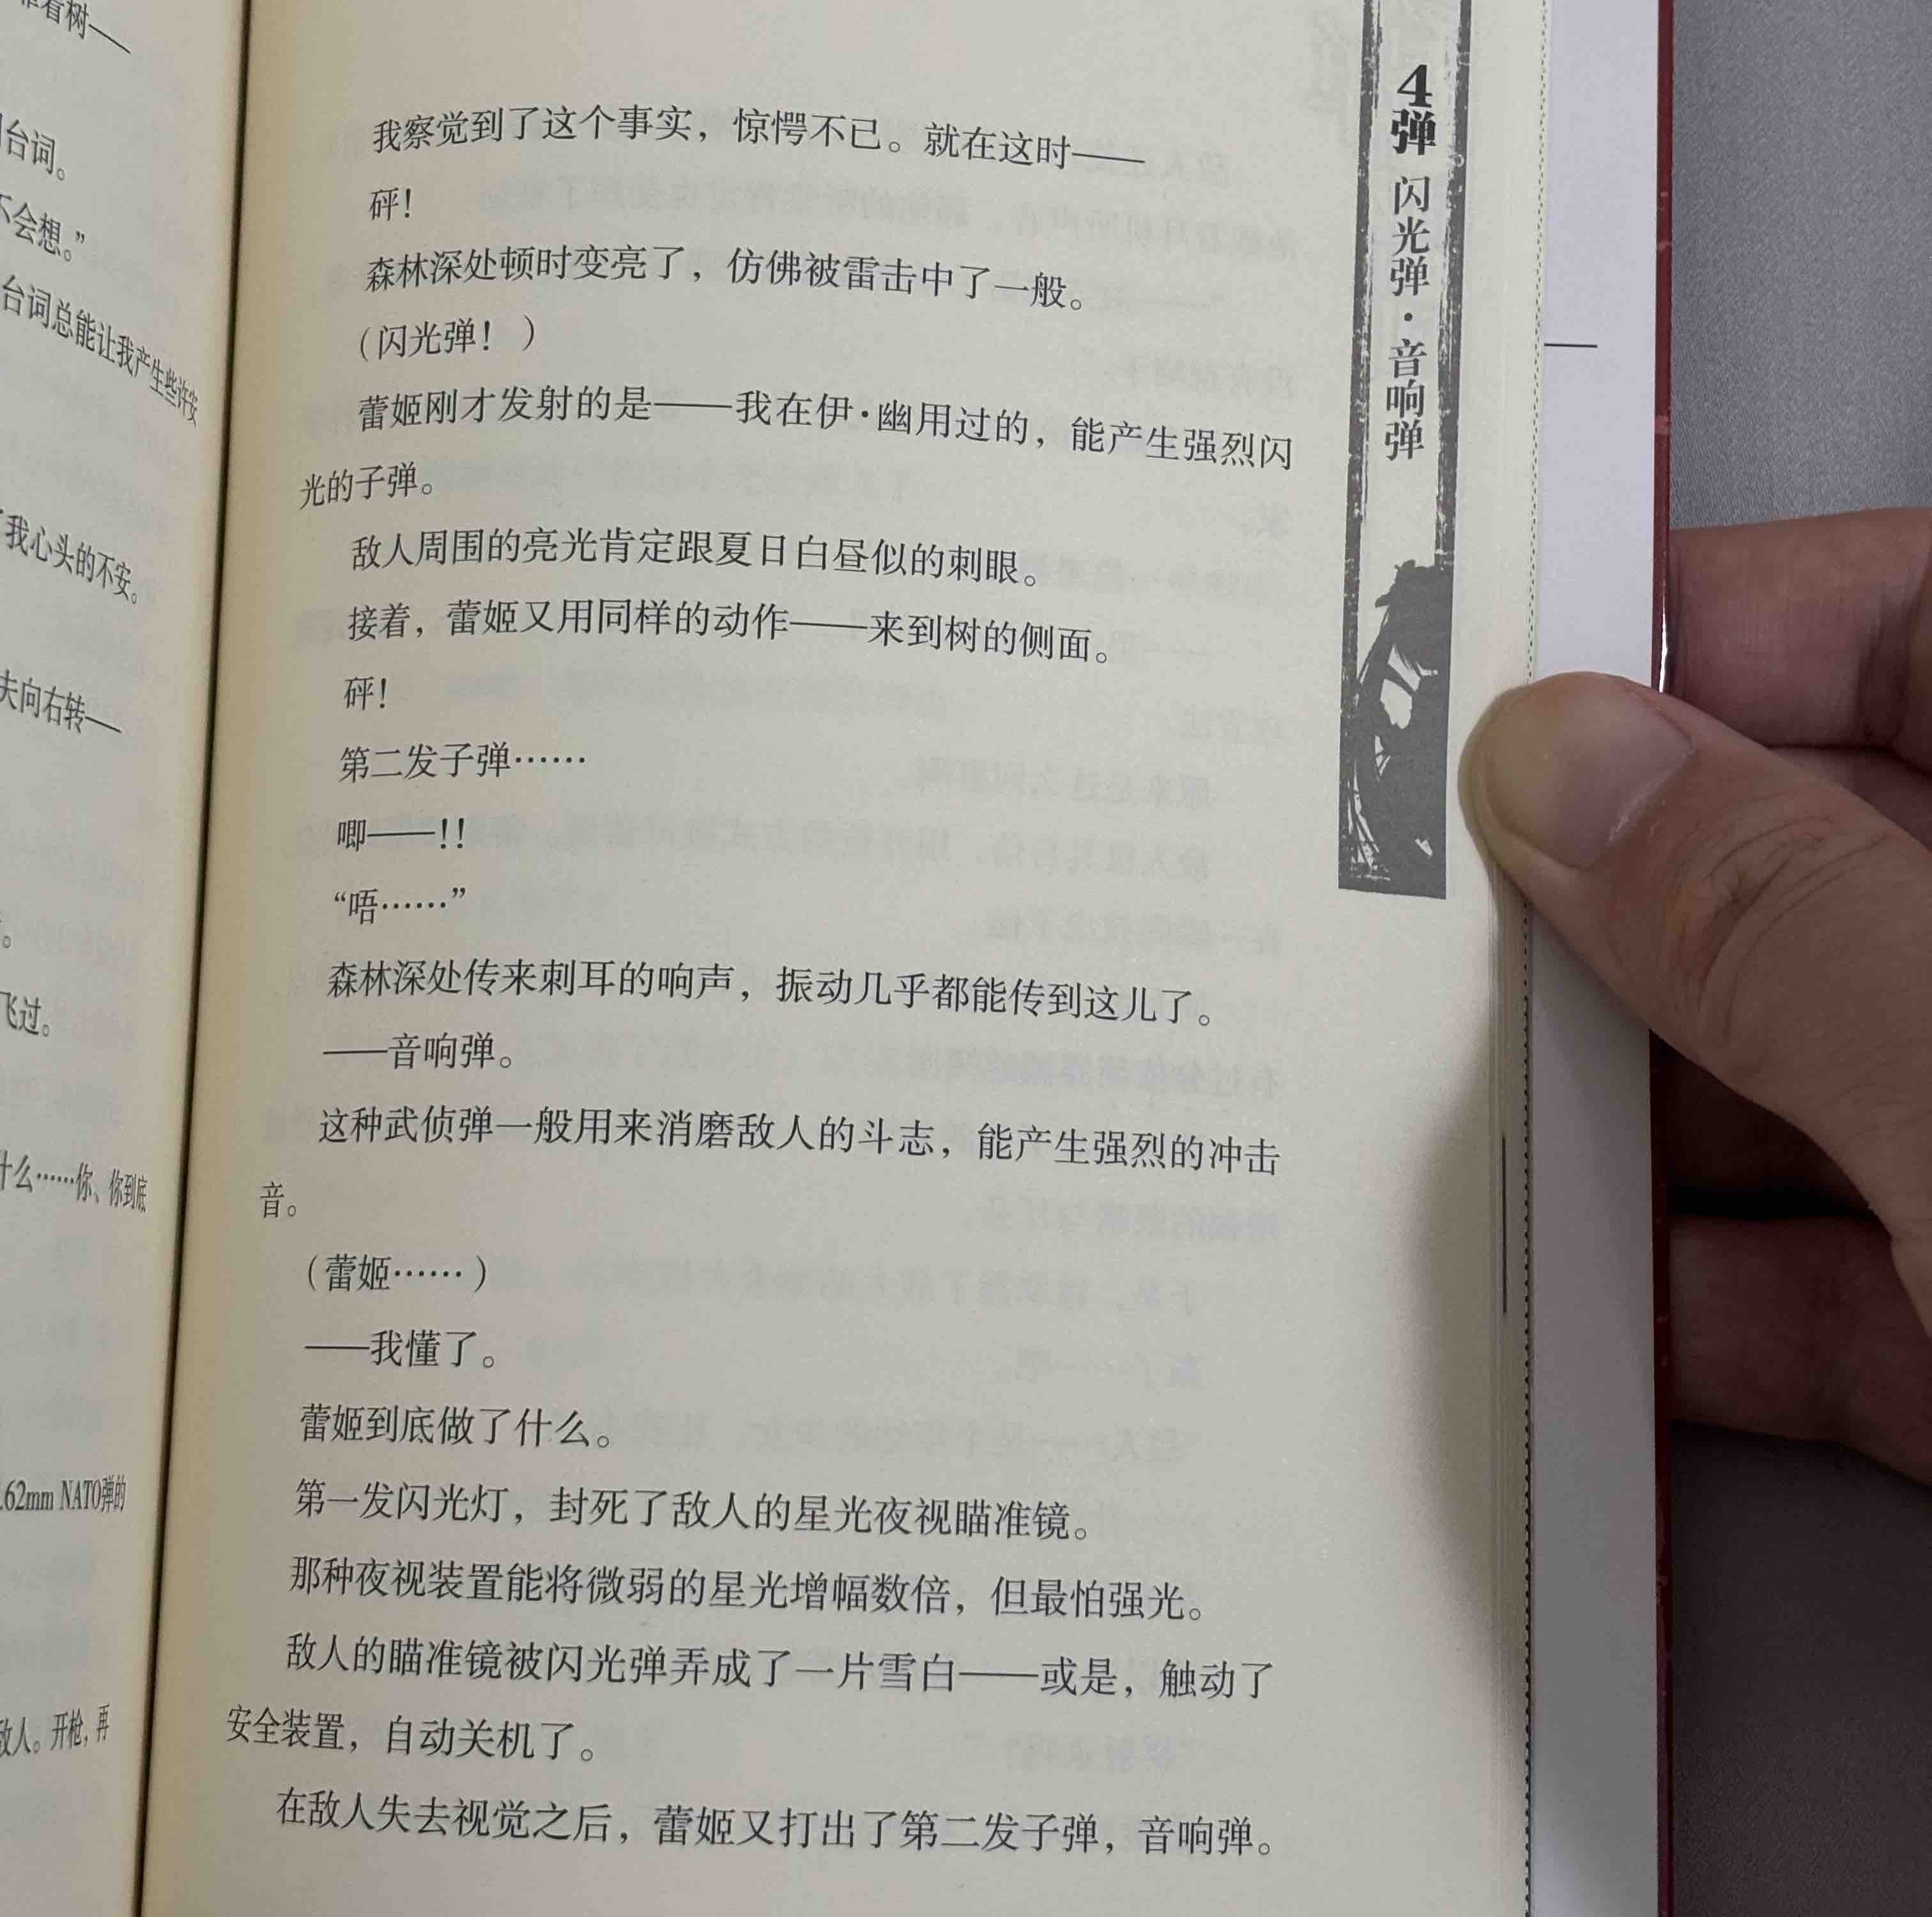 看树——
台词。
不会想。”
台词总能让我产生些许安
了我心头的不安。
夫向右转——
。
飞过。
什么……你、你到底
.62mm NATO弹的
敌人。开枪，再
我察觉到了这个事实，惊愕不已。就在这时——
砰！
森林深处顿时变亮了，仿佛被雷击中了一般。
（闪光弹！）
蕾姬刚才发射的是——我在伊·幽用过的，能产生强烈闪
光的子弹。
敌人周围的亮光肯定跟夏日白昼似的刺眼。
接着，蕾姬又用同样的动作——来到树的侧面。
砰！
第二发子弹……
唧——!!
“唔……”
森林深处传来刺耳的响声，振动几乎都能传到这儿了。
——音响弹。
这种武侦弹一般用来消磨敌人的斗志，能产生强烈的冲击
音。
（蕾姬……）
——我懂了。
蕾姬到底做了什么。
第一发闪光灯，封死了敌人的星光夜视瞄准镜。
那种夜视装置能将微弱的星光增幅数倍，但最怕强光。
敌人的瞄准镜被闪光弹弄成了一片雪白——或是，触动了
安全装置，自动关机了。
在敌人失去视觉之后，蕾姬又打出了第二发子弹，音响弹。
4弹 闪光弹·音响弹